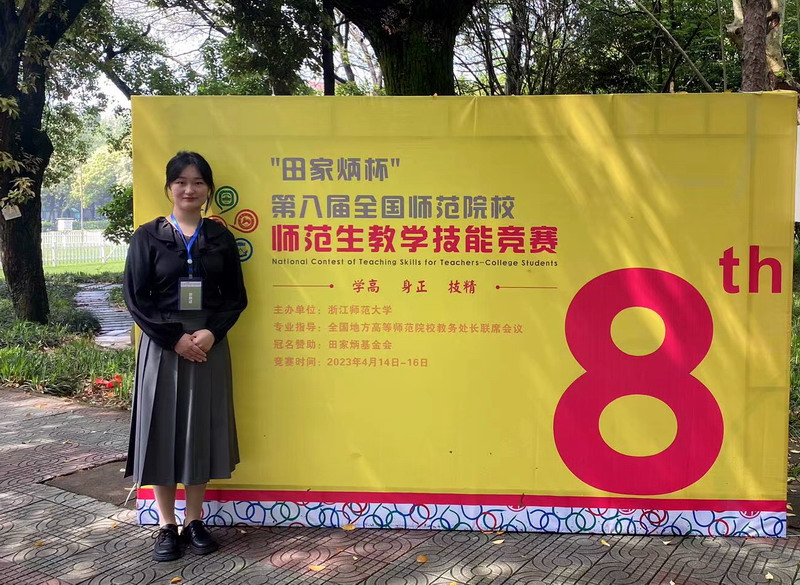 "田家炳杯"
第八届全国师范院校
师范生教学技能竞赛
National Contest of Teaching Skills for Teachers-College Students
学高 身正 技精
主办单位：浙江师范大学
专业指导：全国地方高等师范院校教务处长联席会议
冠名赞助：田家炳基金会
竞赛时间：2023年4月14日-16日
8th